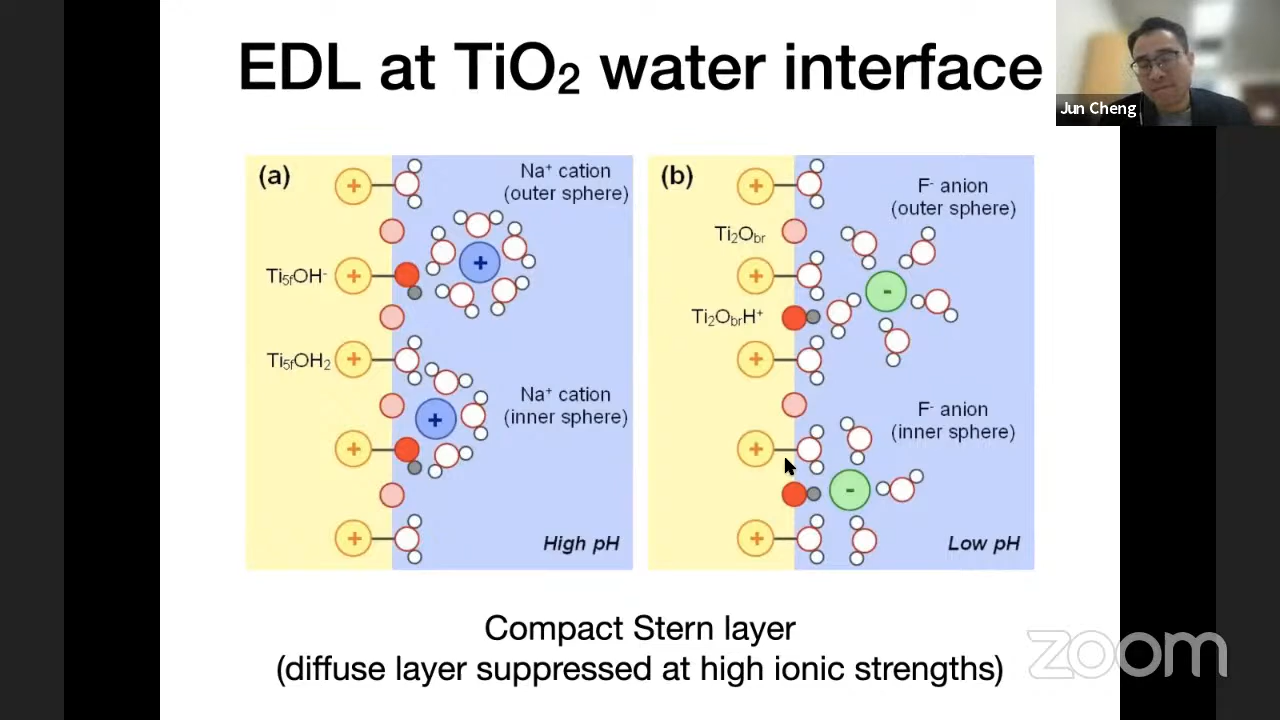 EDL at TiO₂ water interface
Jun Cheng
(a)
Na⁺ cation
(outer sphere)
+
+
Ti5fOH⁻
+
+
Ti5fOH₂
+
Na⁺ cation
(inner sphere)
+
+
+
High pH
(b)
F⁻ anion
(outer sphere)
+
Ti₂Obr
+
-
Ti₂ObrH⁺
+
F⁻ anion
(inner sphere)
+
-
+
Low pH
Compact Stern layer
(diffuse layer suppressed at high ionic strengths)
zoom